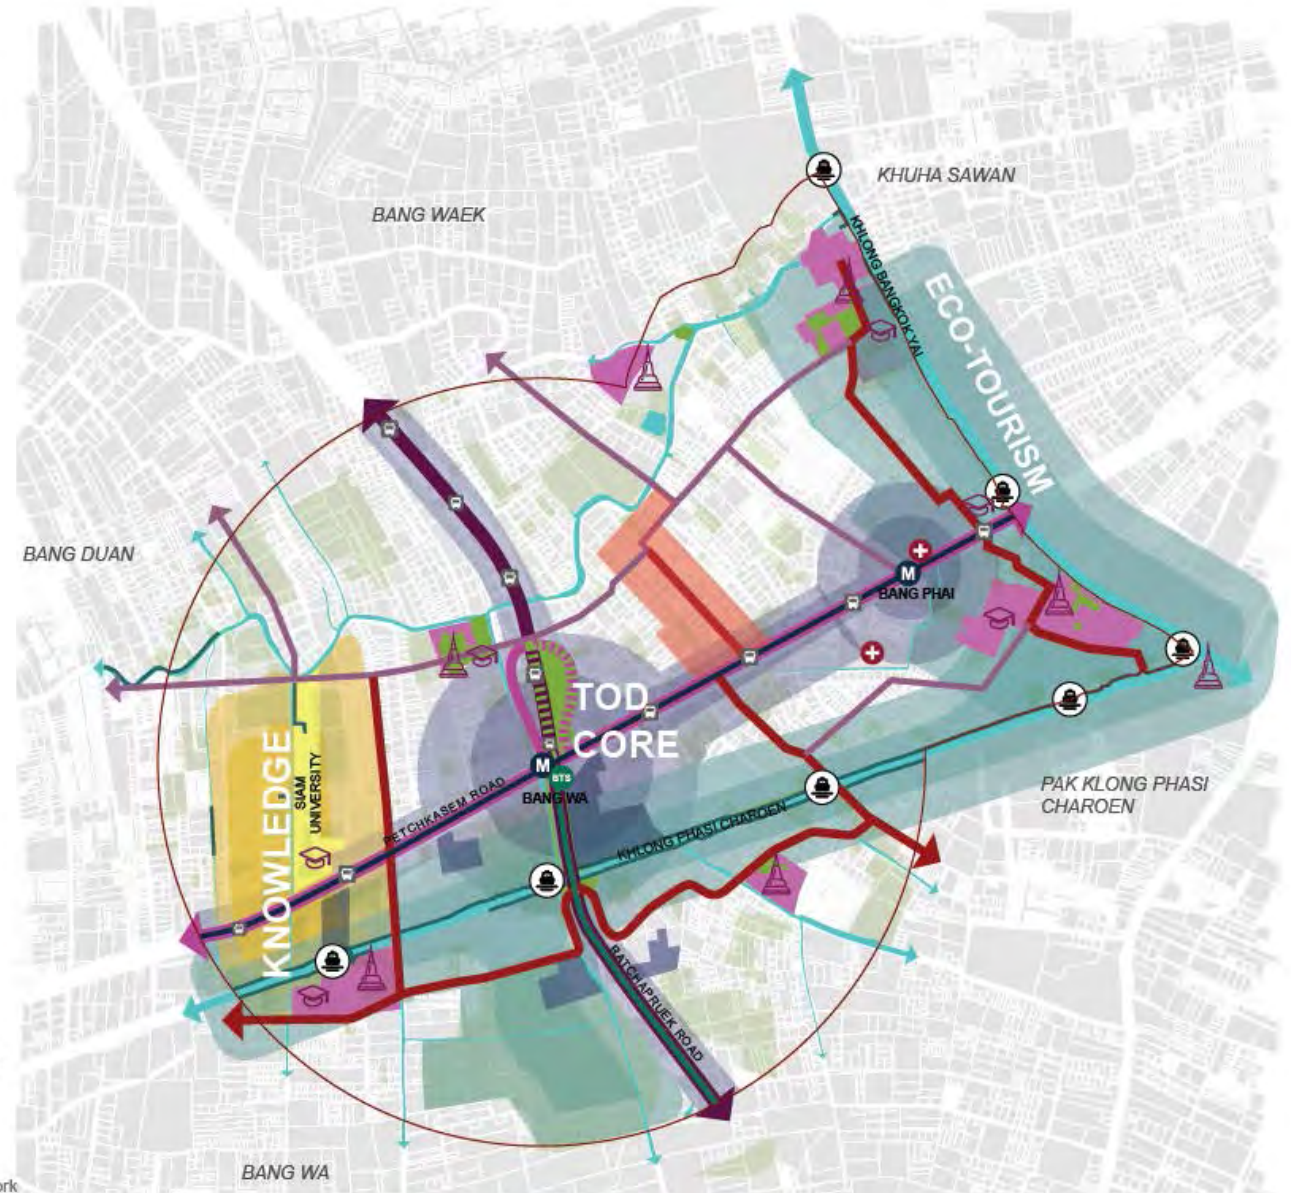 KHUHA SAWAN
BANG WAEK
KHLONG BANGKOK YAI
ECO-TOURISM
BANG DUAN
M
BANG PHAI
TOD
CORE
M
BTS
BANG WA
KNOWLEDGE
SIAM
UNIVERSITY
PETCHKASEM ROAD
PAK KLONG PHASI
CHAROEN
KHLONG PHASI CHAROEN
RATCHAPRUEK ROAD
BANG WA
ork